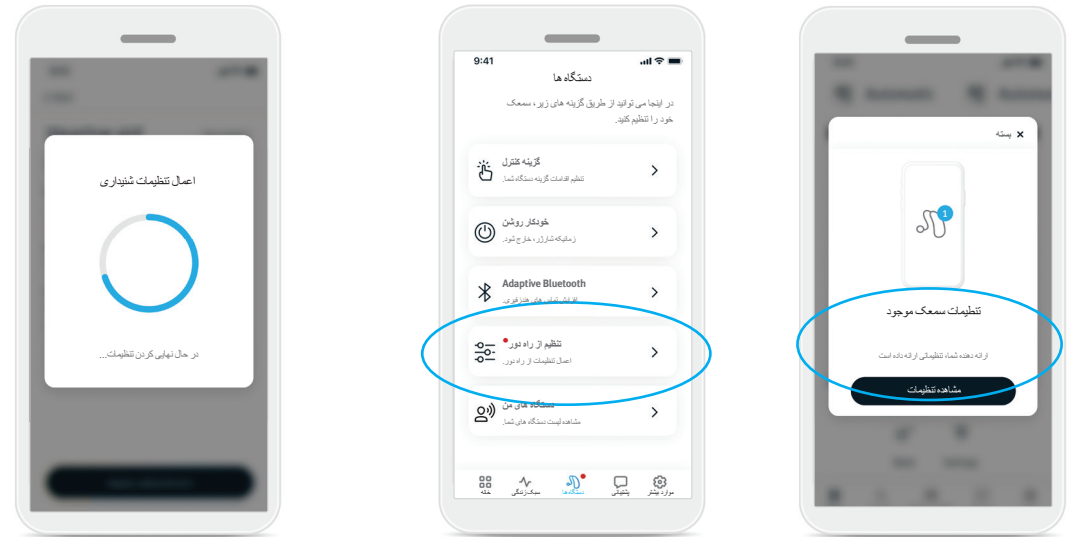 اعمال تنظیمات شنیداری
در حال نهایی کردن تنظیمات...
9:41
دستگاه ها
در اینجا می توانید از طریق گزینه های زیر، سمعک
خود را تنظیم کنید.
گزینه کنترل
تنظیم اقدامات گزینه دستگاه شما.
خودکار روشن
زمانیکه شارژر، خارج شود.
Adaptive Bluetooth
افزایش تماس های هندزفری.
تنظیم از راه دور
اعمال تنظیمات از راه دور.
دستگاه های من
مشاهده لیست دستگاه های شما.
خانه
سبک زندگی
دستگاه ها
پشتیبانی
موارد بیشتر
بسته
1
تنظیمات سمعک موجود
ارائه دهنده شما، تنظیماتی ارائه داده است
مشاهده تنظیمات